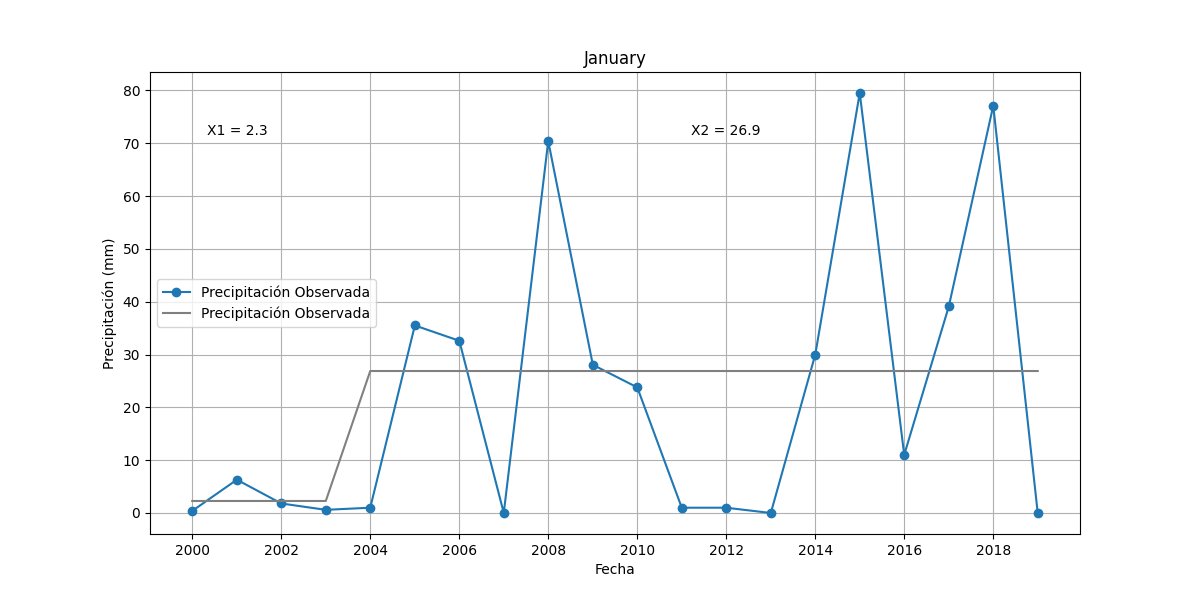 January
80
70
60
50
40
30
20
10
0
Precipitación (mm)
X1 = 2.3
X2 = 26.9
Precipitación Observada
Precipitación Observada
2000 2002 2004 2006 2008 2010 2012 2014 2016 2018
Fecha